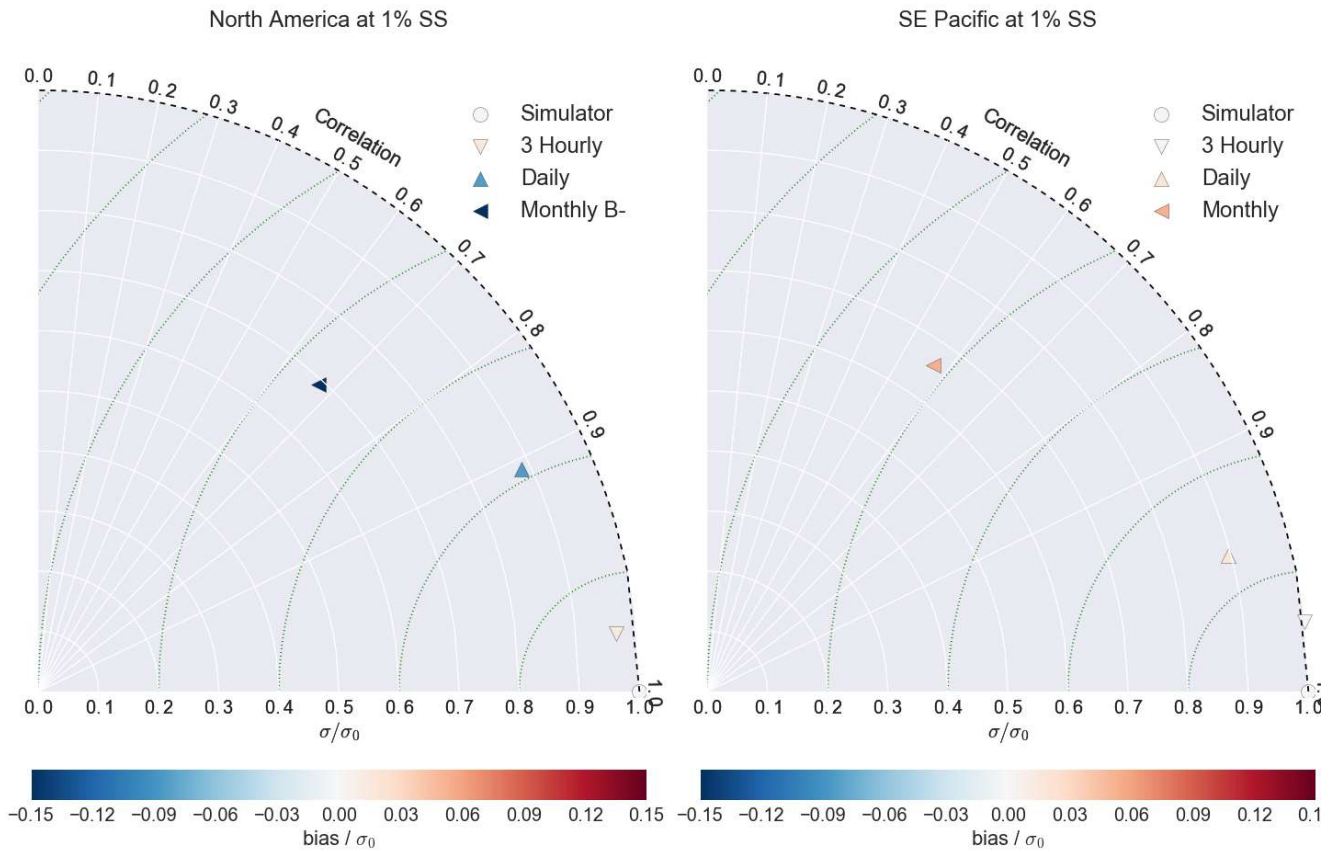 North America at 1% SS
0.0 0.1 0.2 0.3 0.4 0.5 0.6 0.7 0.8 0.9 1.0
Correlation
Simulator
3 Hourly
Daily
Monthly B-
0.0 0.1 0.2 0.3 0.4 0.5 0.6 0.7 0.8 0.9 1.0
σ/σ₀
−0.15 −0.12 −0.09 −0.06 −0.03 0.00 0.03 0.06 0.09 0.12 0.15
bias / σ₀
SE Pacific at 1% SS
0.0 0.1 0.2 0.3 0.4 0.5 0.6 0.7 0.8 0.9
Correlation
Simulator
3 Hourly
Daily
Monthly
0.0 0.1 0.2 0.3 0.4 0.5 0.6 0.7 0.8 0.9 1.0
σ/σ₀
−0.15 −0.12 −0.09 −0.06 −0.03 0.00 0.03 0.06 0.09 0.12 0.1
bias / σ₀